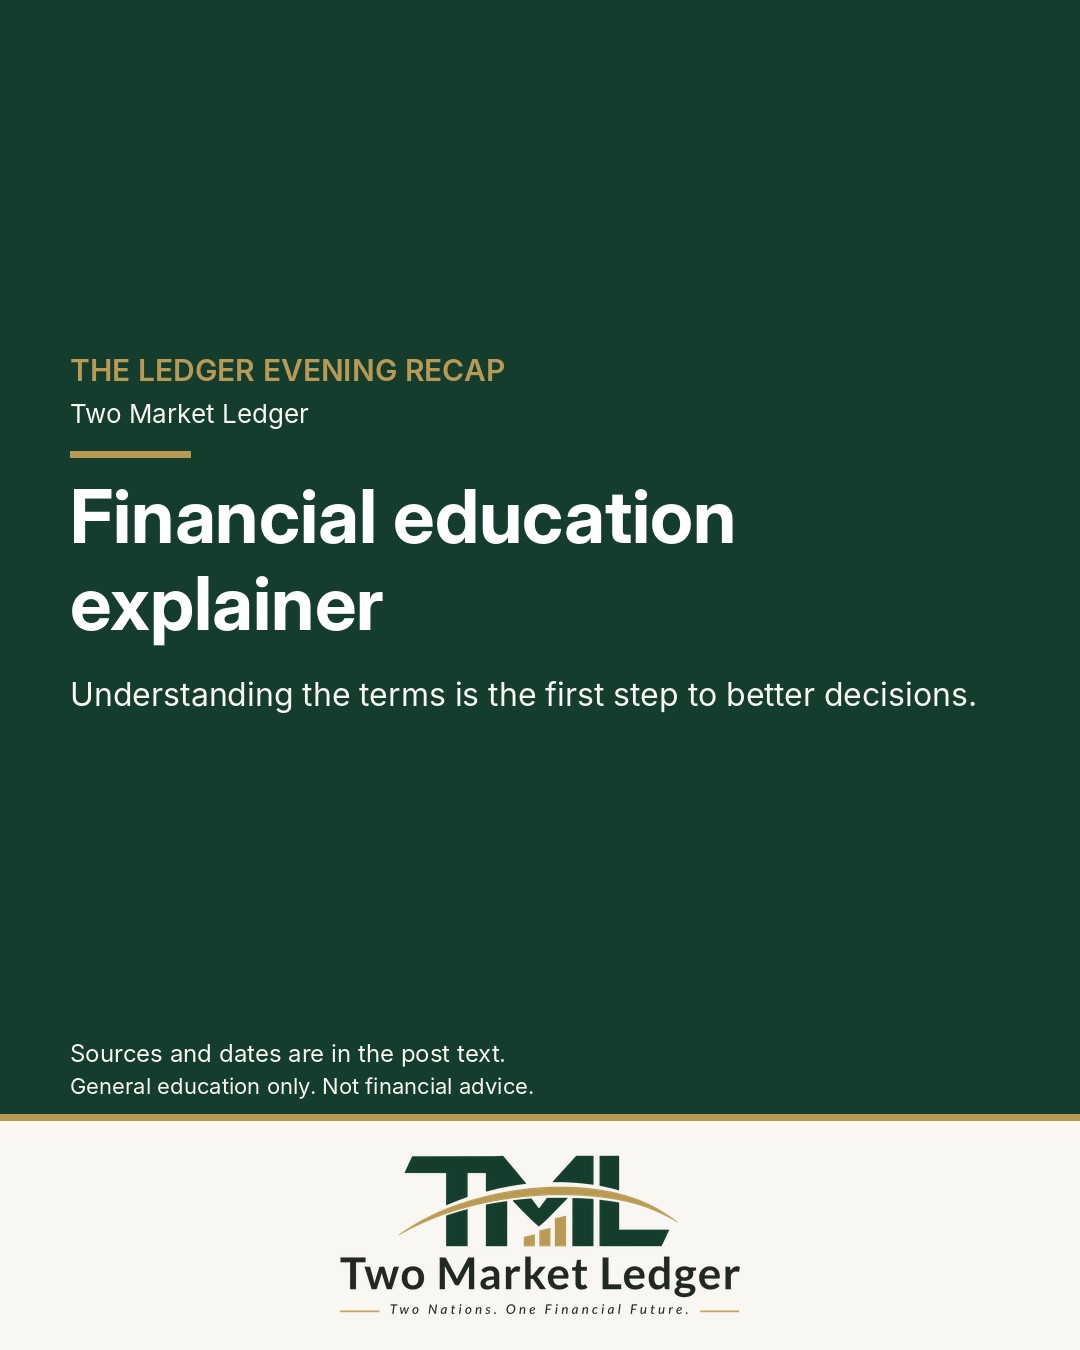 THE LEDGER EVENING RECAP
Two Market Ledger
Financial education
explainer
Understanding the terms is the first step to better decisions.
Sources and dates are in the post text.
General education only. Not financial advice.
TML
Two Market Ledger
Two Nations. One Financial Future.